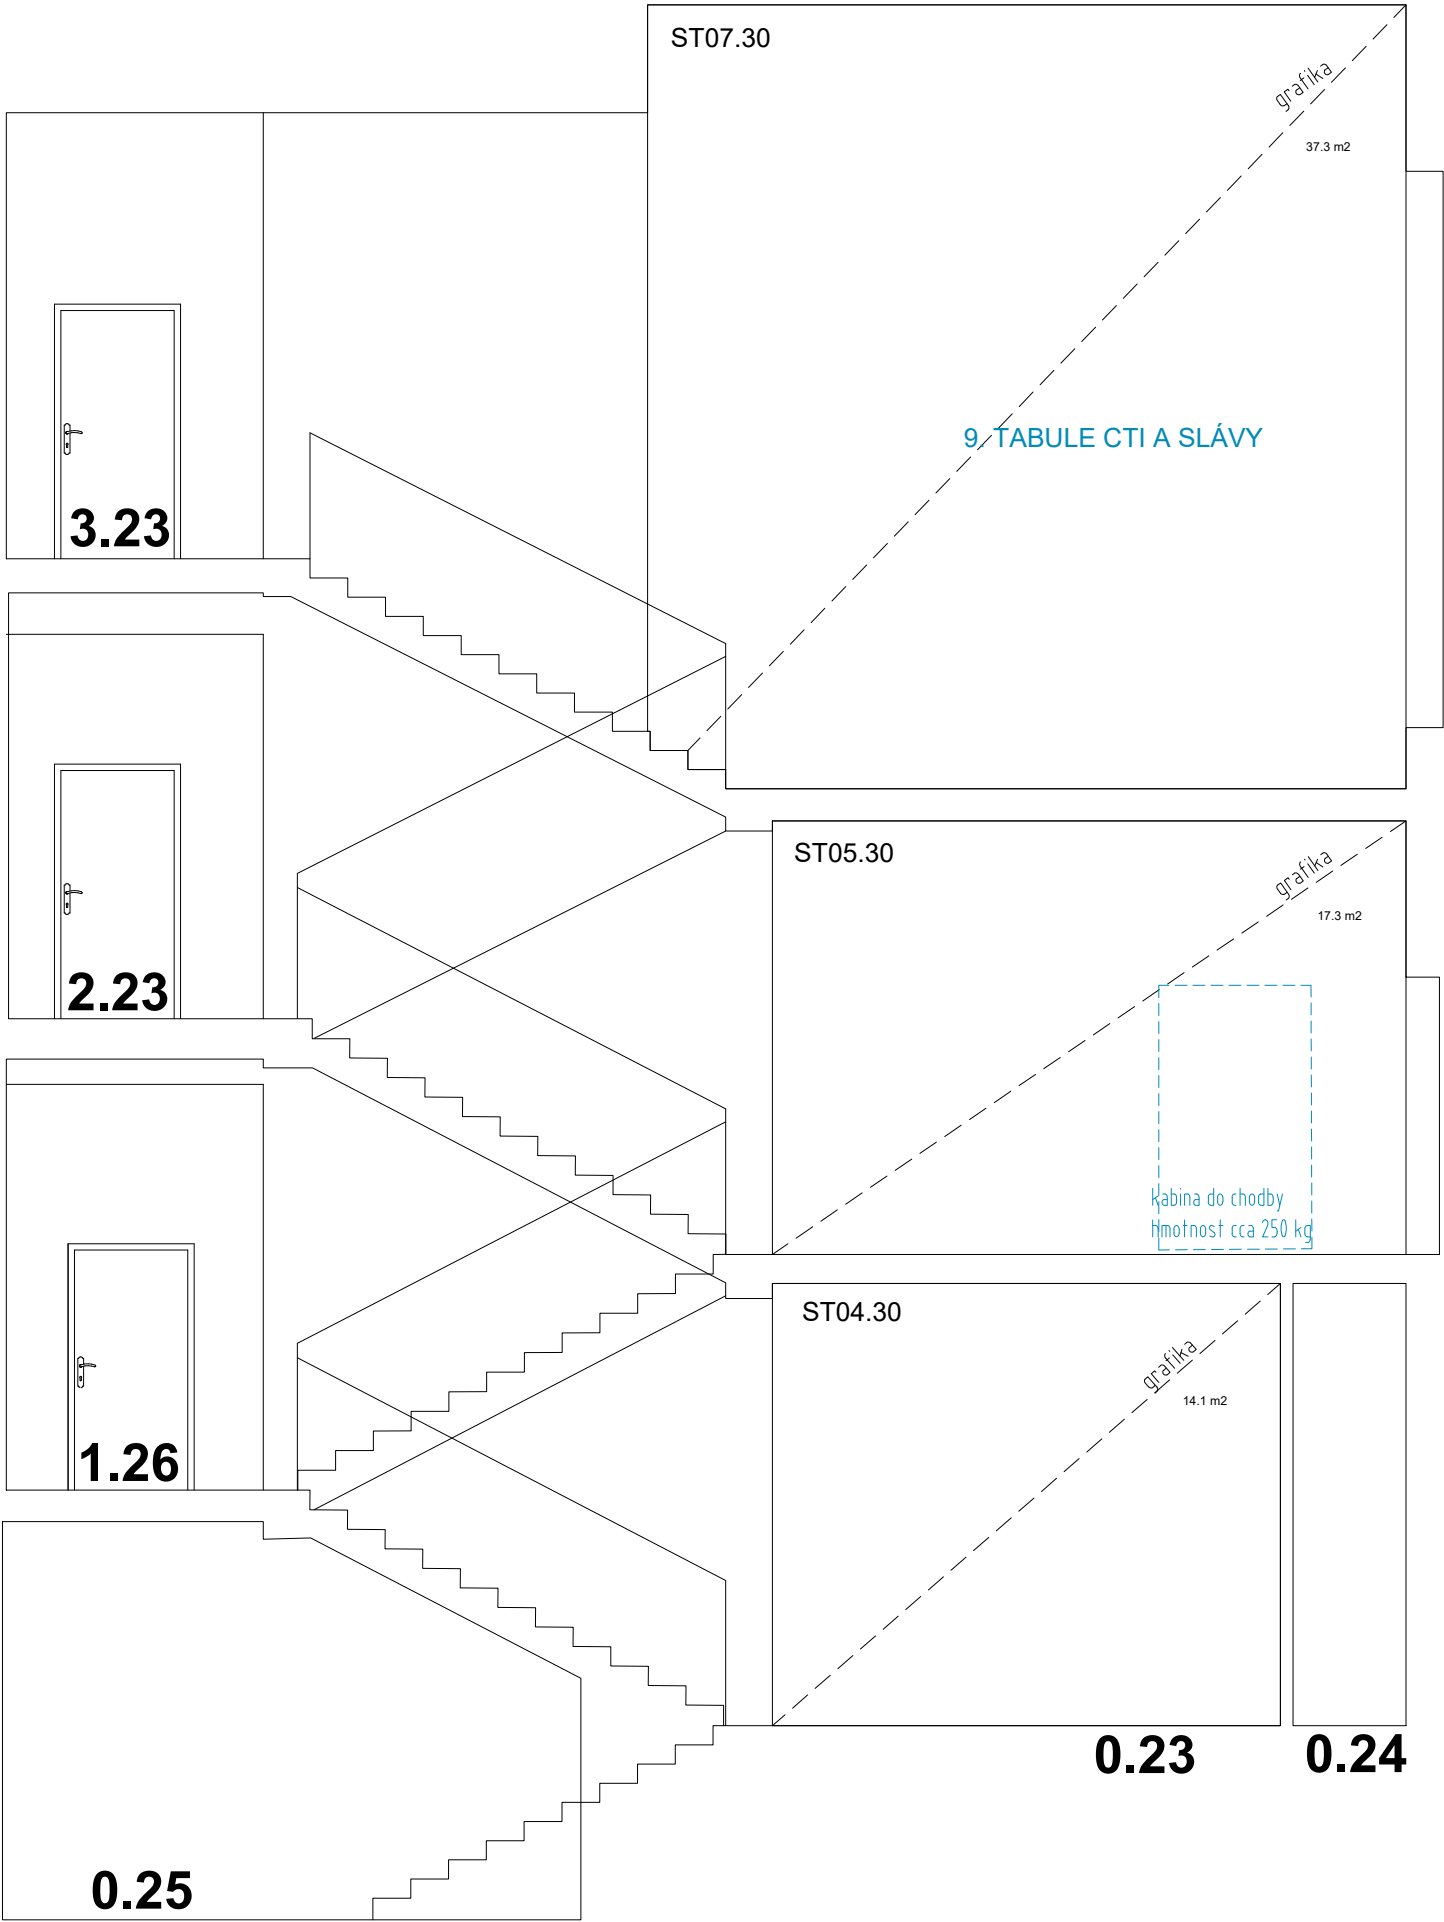 ST07.30
grafika
37.3 m2
9. TABULE CTI A SLÁVY
3.23
ST05.30
grafika
17.3 m2
2.23
kabina do chodby
hmotnost cca 250 kg
ST04.30
grafika
14.1 m2
1.26
0.23
0.24
0.25